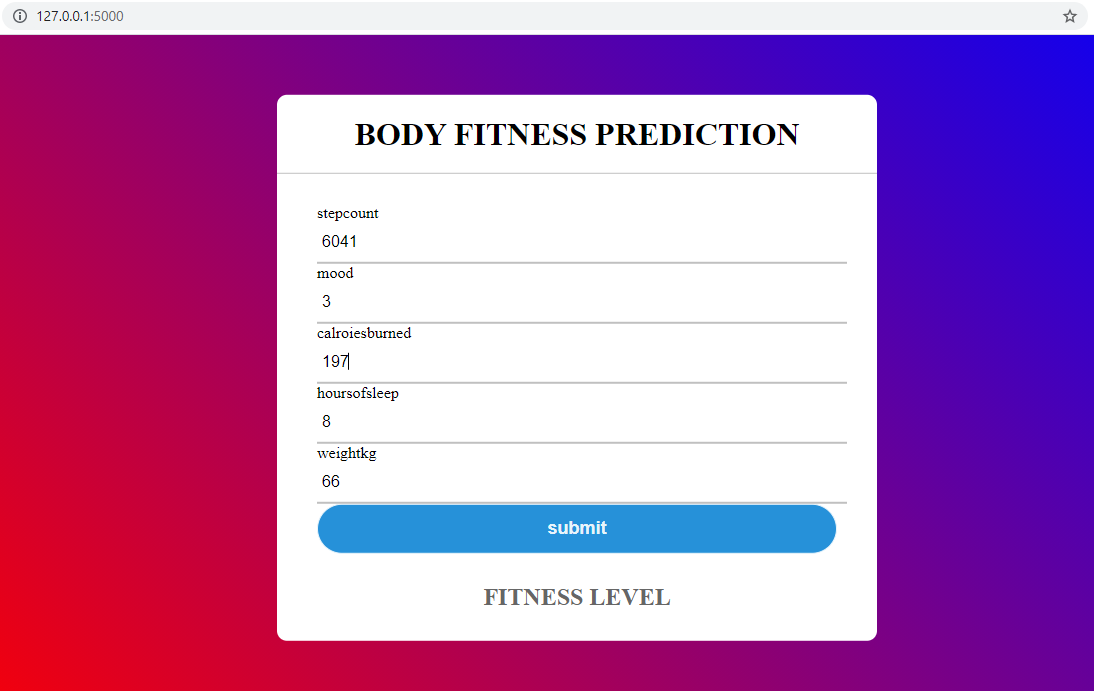 127.0.0.1:5000
BODY FITNESS PREDICTION
stepcount
6041
mood
3
calroiesburned
197
hoursofsleep
8
weightkg
66
submit
FITNESS LEVEL